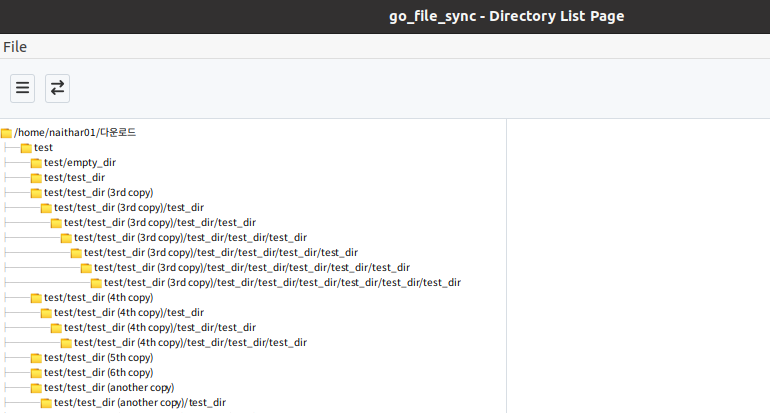 go_file_sync - Directory List Page
File
/home/naithar01/다운로드
test
test/empty_dir
test/test_dir
test/test_dir (3rd copy)
test/test_dir (3rd copy)/test_dir
test/test_dir (3rd copy)/test_dir/test_dir
test/test_dir (3rd copy)/test_dir/test_dir/test_dir
test/test_dir (3rd copy)/test_dir/test_dir/test_dir/test_dir
test/test_dir (3rd copy)/test_dir/test_dir/test_dir/test_dir/test_dir
test/test_dir (3rd copy)/test_dir/test_dir/test_dir/test_dir/test_dir/test_dir
test/test_dir (4th copy)
test/test_dir (4th copy)/test_dir
test/test_dir (4th copy)/test_dir/test_dir
test/test_dir (4th copy)/test_dir/test_dir/test_dir
test/test_dir (5th copy)
test/test_dir (6th copy)
test/test_dir (another copy)
test/test_dir (another copy)/test_dir